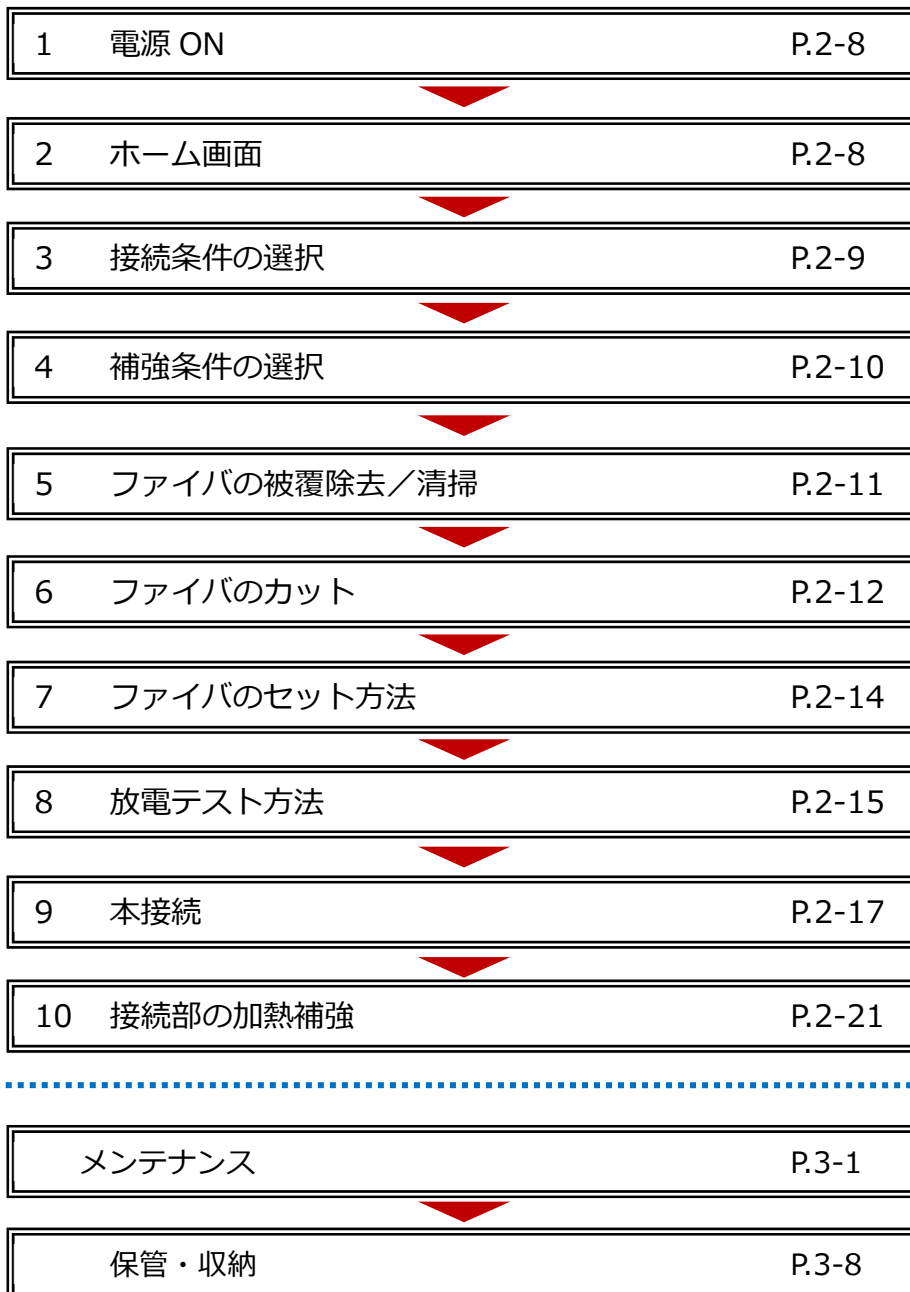 1 電源 ON P.2-8
2 ホーム画面 P.2-8
3 接続条件の選択 P.2-9
4 補強条件の選択 P.2-10
5 ファイバの被覆除去／清掃 P.2-11
6 ファイバのカット P.2-12
7 ファイバのセット方法 P.2-14
8 放電テスト方法 P.2-15
9 本接続 P.2-17
10 接続部の加熱補強 P.2-21
メンテナンス P.3-1
保管・収納 P.3-8